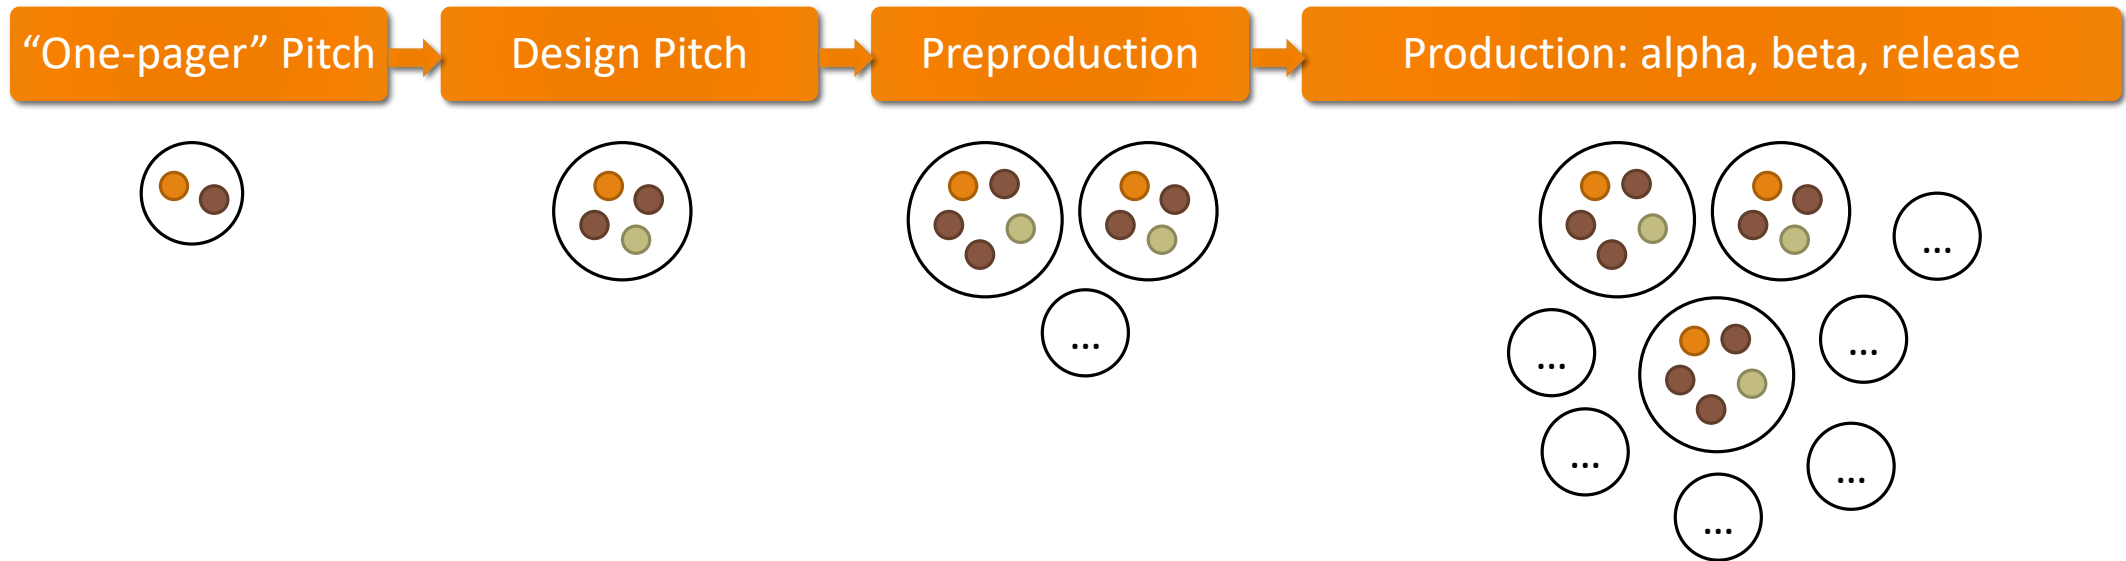 “One-pager” Pitch
Design Pitch
Preproduction
Production: alpha, beta, release
...
...
...
...
...
...
...